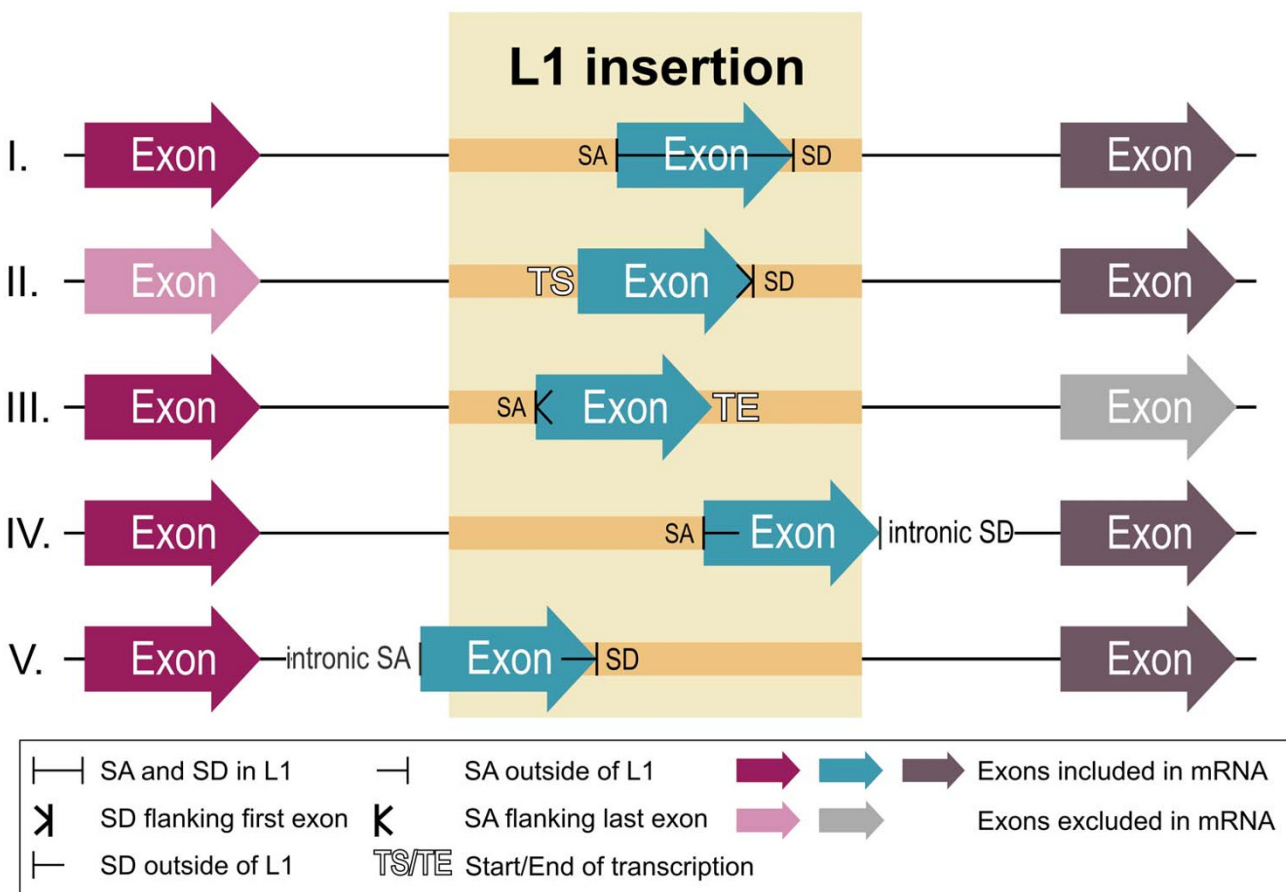 L1 insertion
I. Exon SA Exon SD Exon
II. Exon TS Exon SD Exon
III. Exon SA Exon TE Exon
IV. Exon SA Exon intronic SD Exon
V. Exon intronic SA Exon SD Exon
SA and SD in L1 SA outside of L1 Exons included in mRNA
SD flanking first exon SA flanking last exon Exons excluded in mRNA
SD outside of L1 TS/TE Start/End of transcription